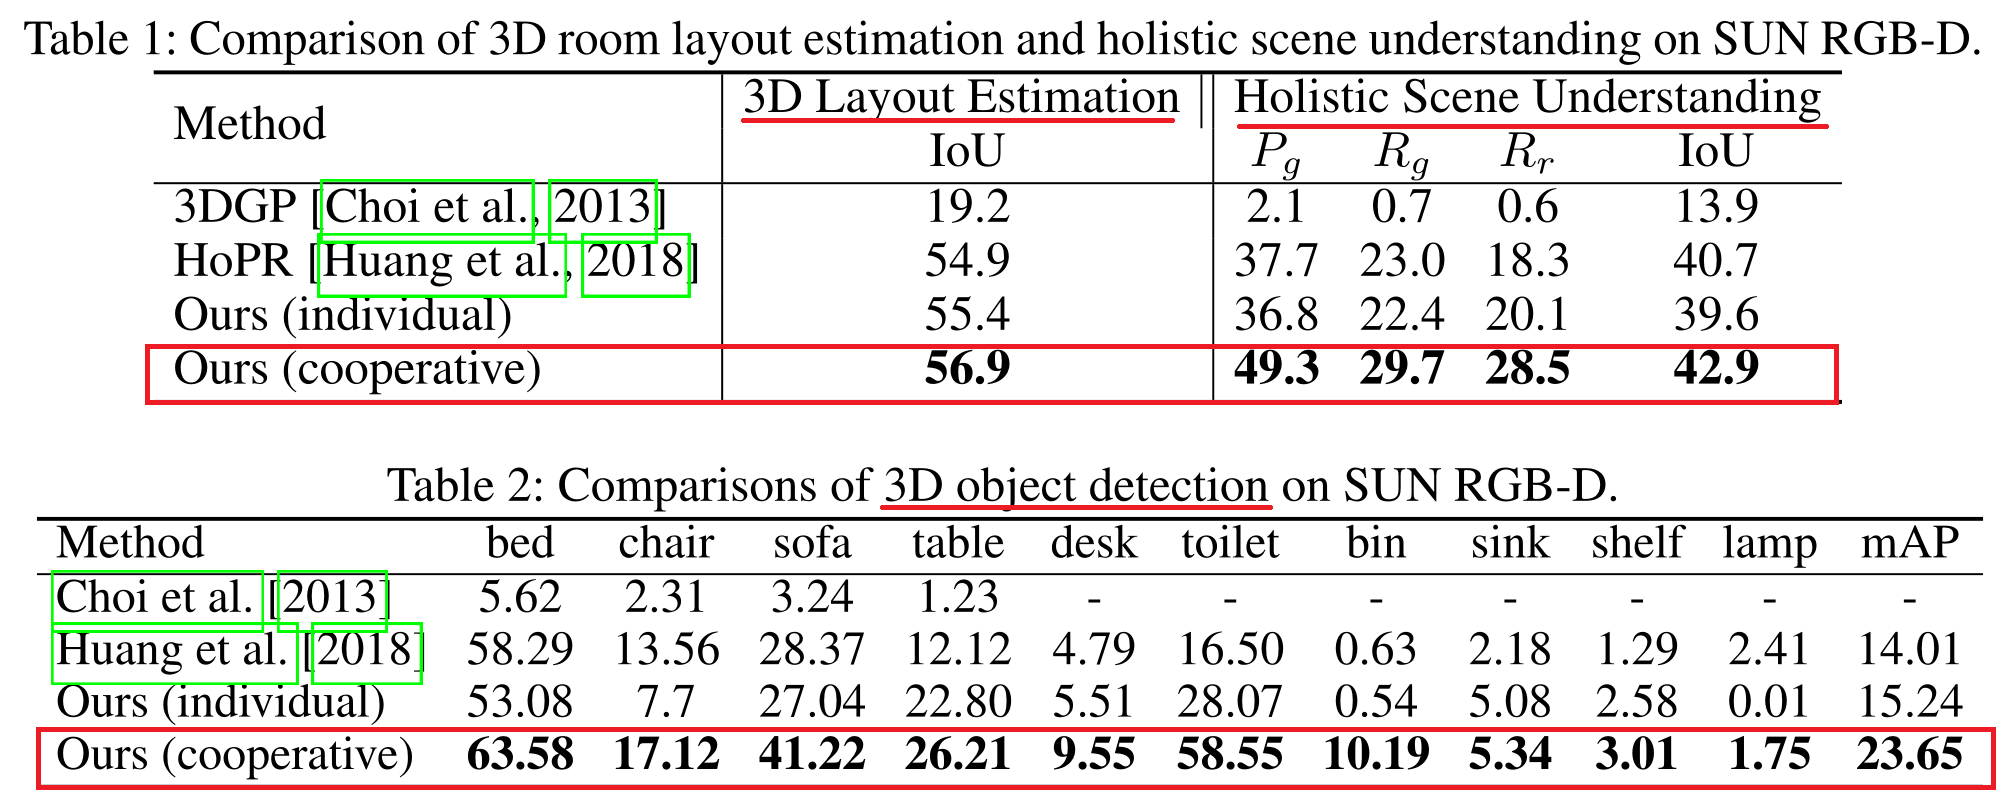 Table 1: Comparison of 3D room layout estimation and holistic scene understanding on SUN RGB-D.
Method 3D Layout Estimation Holistic Scene Understanding
IoU Pg Rg Rr IoU
3DGP [Choi et al., 2013] 19.2 2.1 0.7 0.6 13.9
HoPR [Huang et al., 2018] 54.9 37.7 23.0 18.3 40.7
Ours (individual) 55.4 36.8 22.4 20.1 39.6
Ours (cooperative) 56.9 49.3 29.7 28.5 42.9
Table 2: Comparisons of 3D object detection on SUN RGB-D.
Method bed chair sofa table desk toilet bin sink shelf lamp mAP
Choi et al. [2013] 5.62 2.31 3.24 1.23 - - - - - - -
Huang et al. [2018] 58.29 13.56 28.37 12.12 4.79 16.50 0.63 2.18 1.29 2.41 14.01
Ours (individual) 53.08 7.7 27.04 22.80 5.51 28.07 0.54 5.08 2.58 0.01 15.24
Ours (cooperative) 63.58 17.12 41.22 26.21 9.55 58.55 10.19 5.34 3.01 1.75 23.65